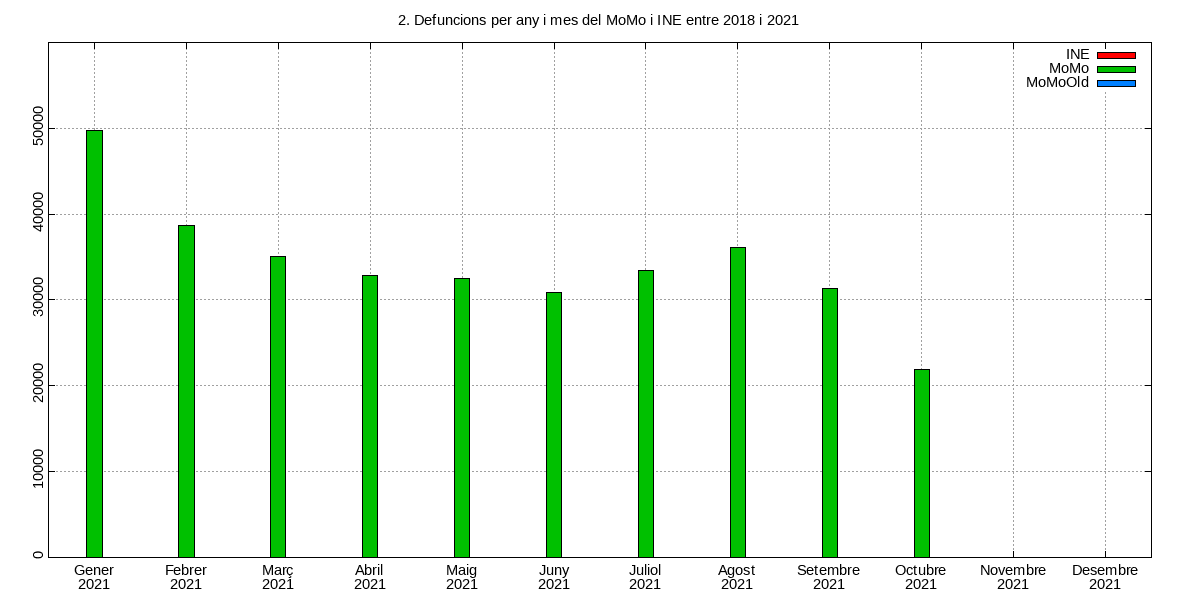 2. Defuncions per any i mes del MoMo i INE entre 2018 i 2021
INE
MoMo
MoMoOld
50000
40000
30000
20000
10000
0
Gener Febrer Març Abril Maig Juny Juliol Agost Setembre Octubre Novembre Desembre
2021 2021 2021 2021 2021 2021 2021 2021 2021 2021 2021 2021